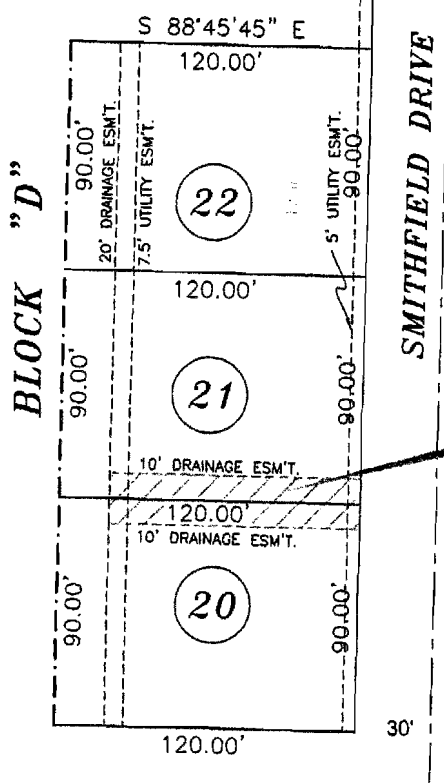 S 88°45'45" E
120.00'
90.00'
20' DRAINAGE ESM'T.
7.5' UTILITY ESM'T.
22
5' UTILITY ESM'T.
90.00'
SMITHFIELD DRIVE
BLOCK "D"
120.00'
90.00'
21
90.00'
10' DRAINAGE ESM'T.
120.00'
10' DRAINAGE ESM'T.
90.00'
20
90.00'
30'
120.00'